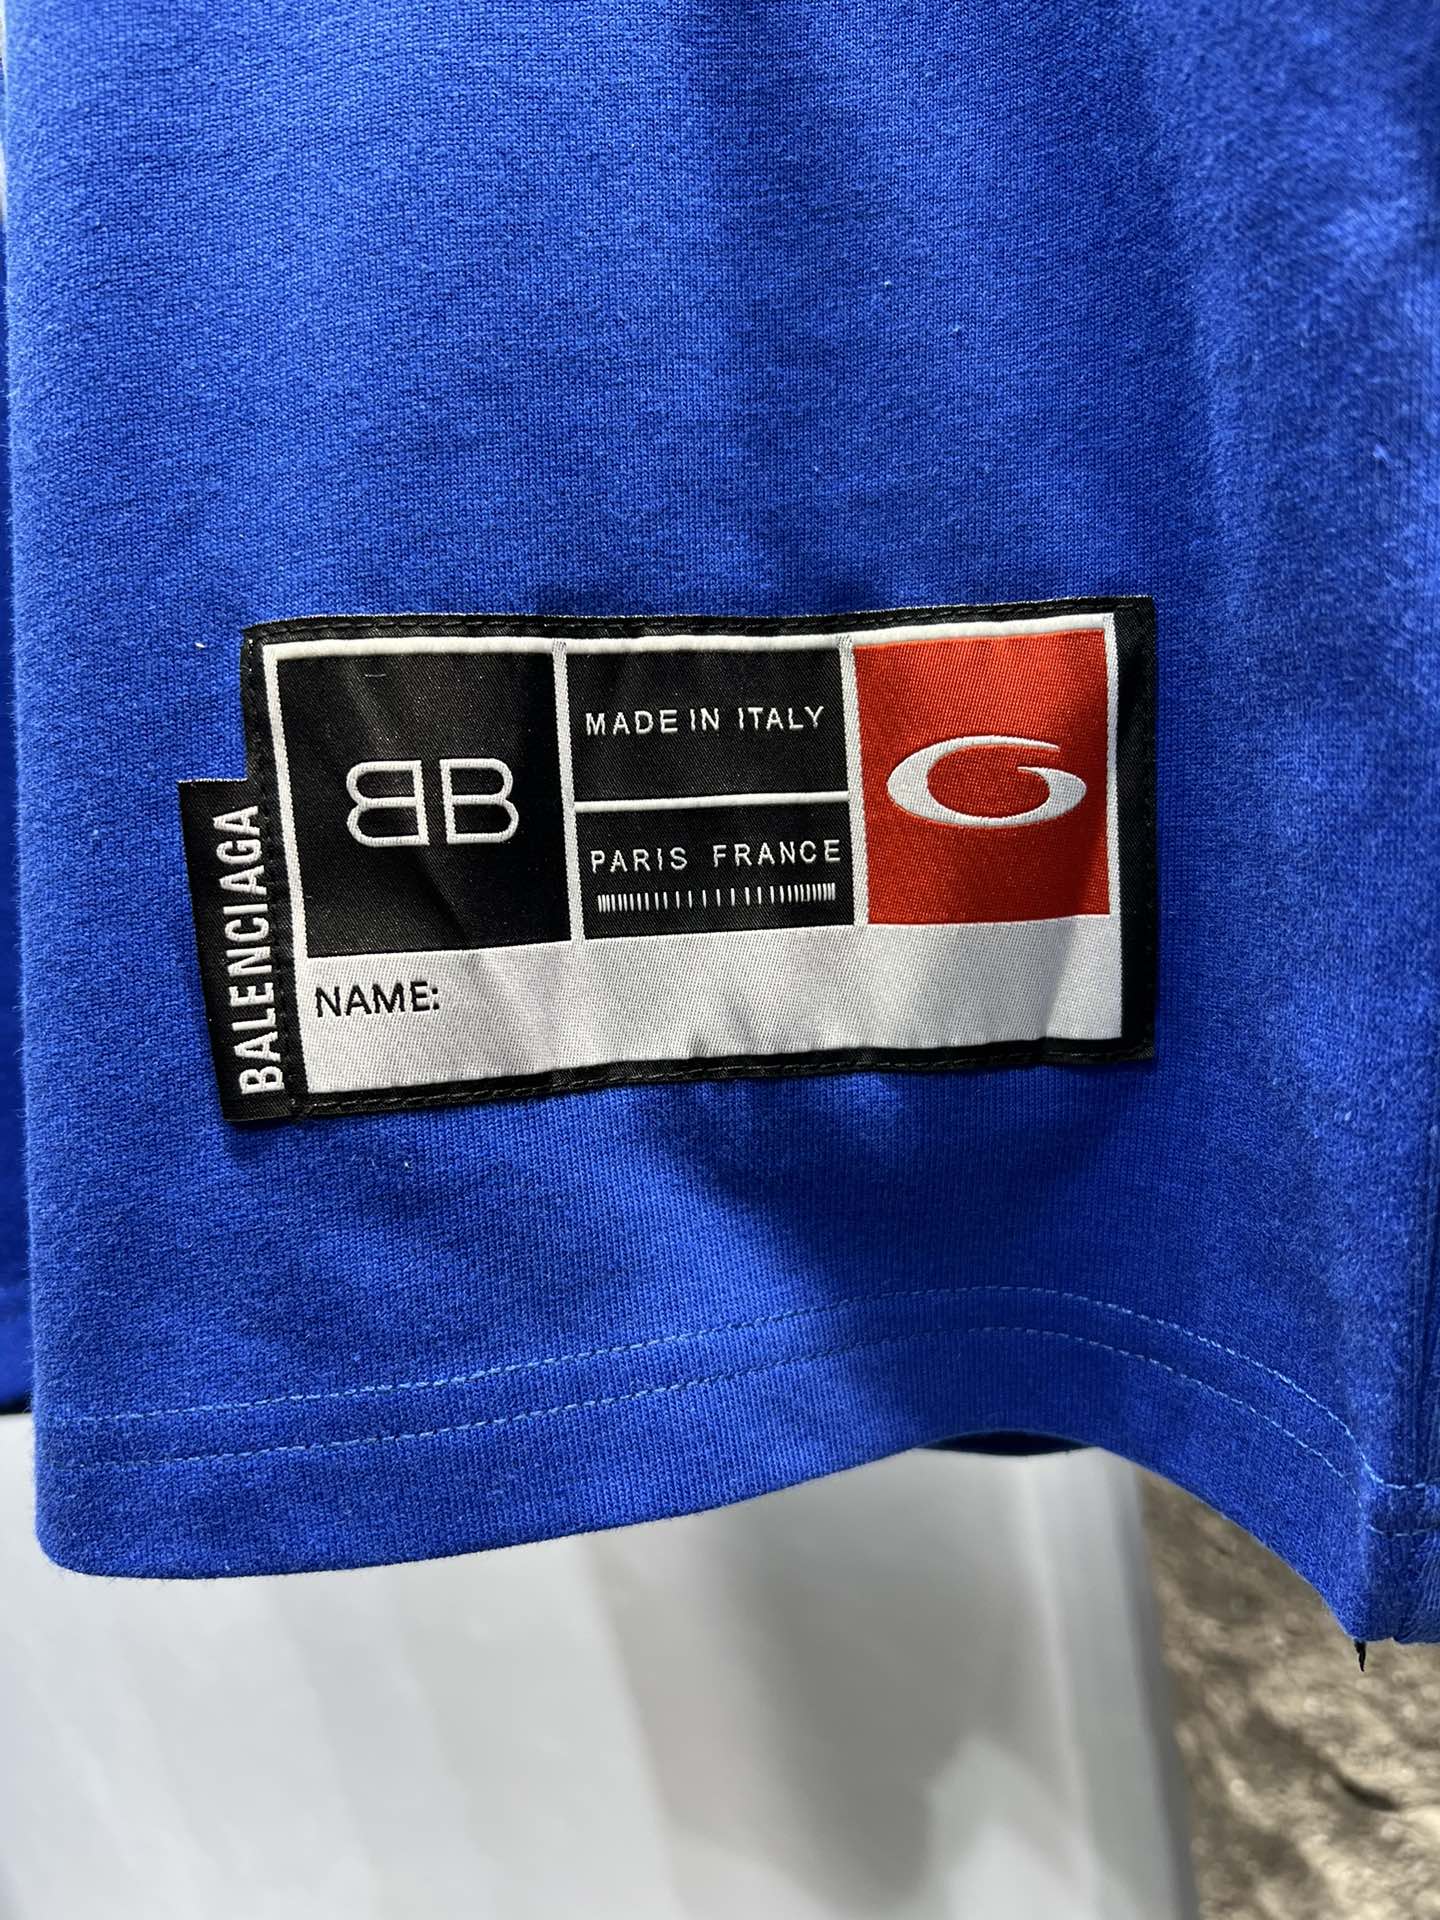 BALENCIAGA
BB
MADE IN ITALY
PARIS FRANCE
G
NAME: